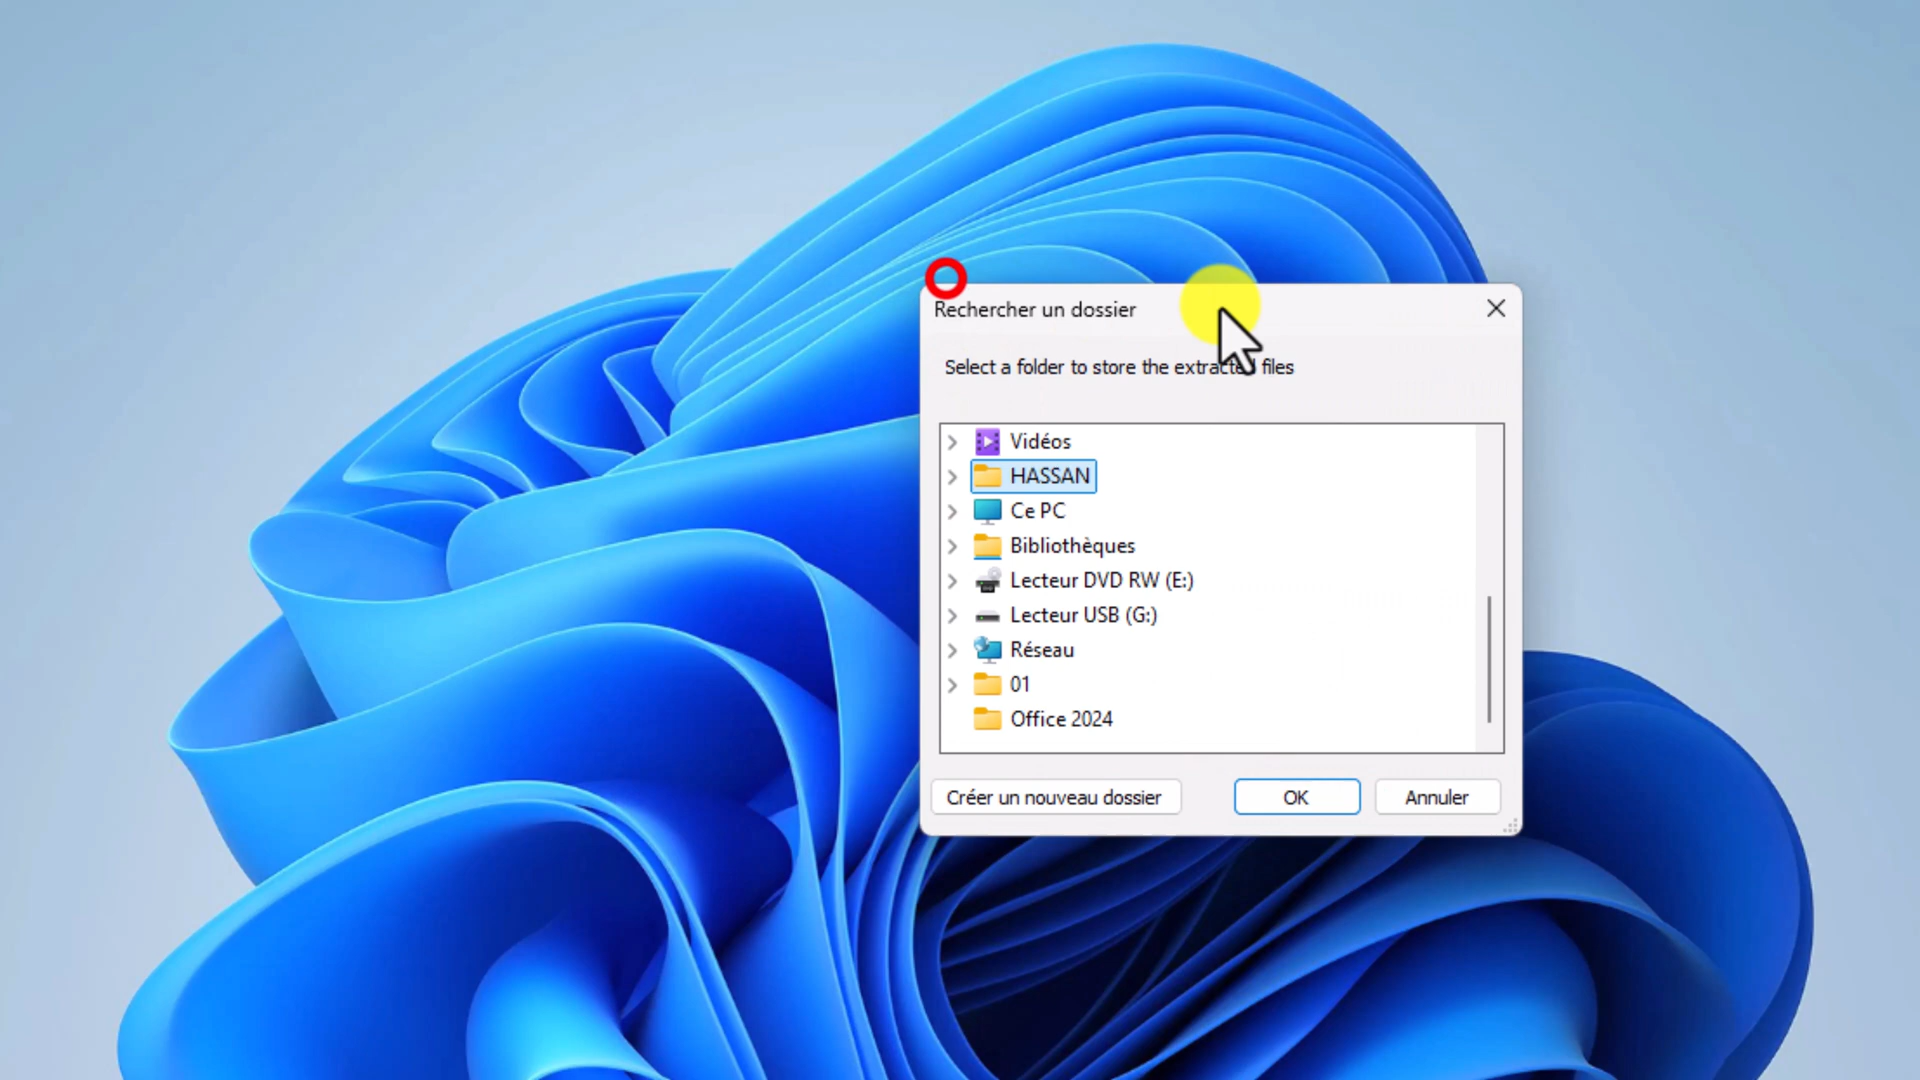 Rechercher un dossier
Select a folder to store the extracted files
Vidéos
HASSAN
Ce PC
Bibliothèques
Lecteur DVD RW (E:)
Lecteur USB (G:)
Réseau
01
Office 2024
Créer un nouveau dossier
OK
Annuler